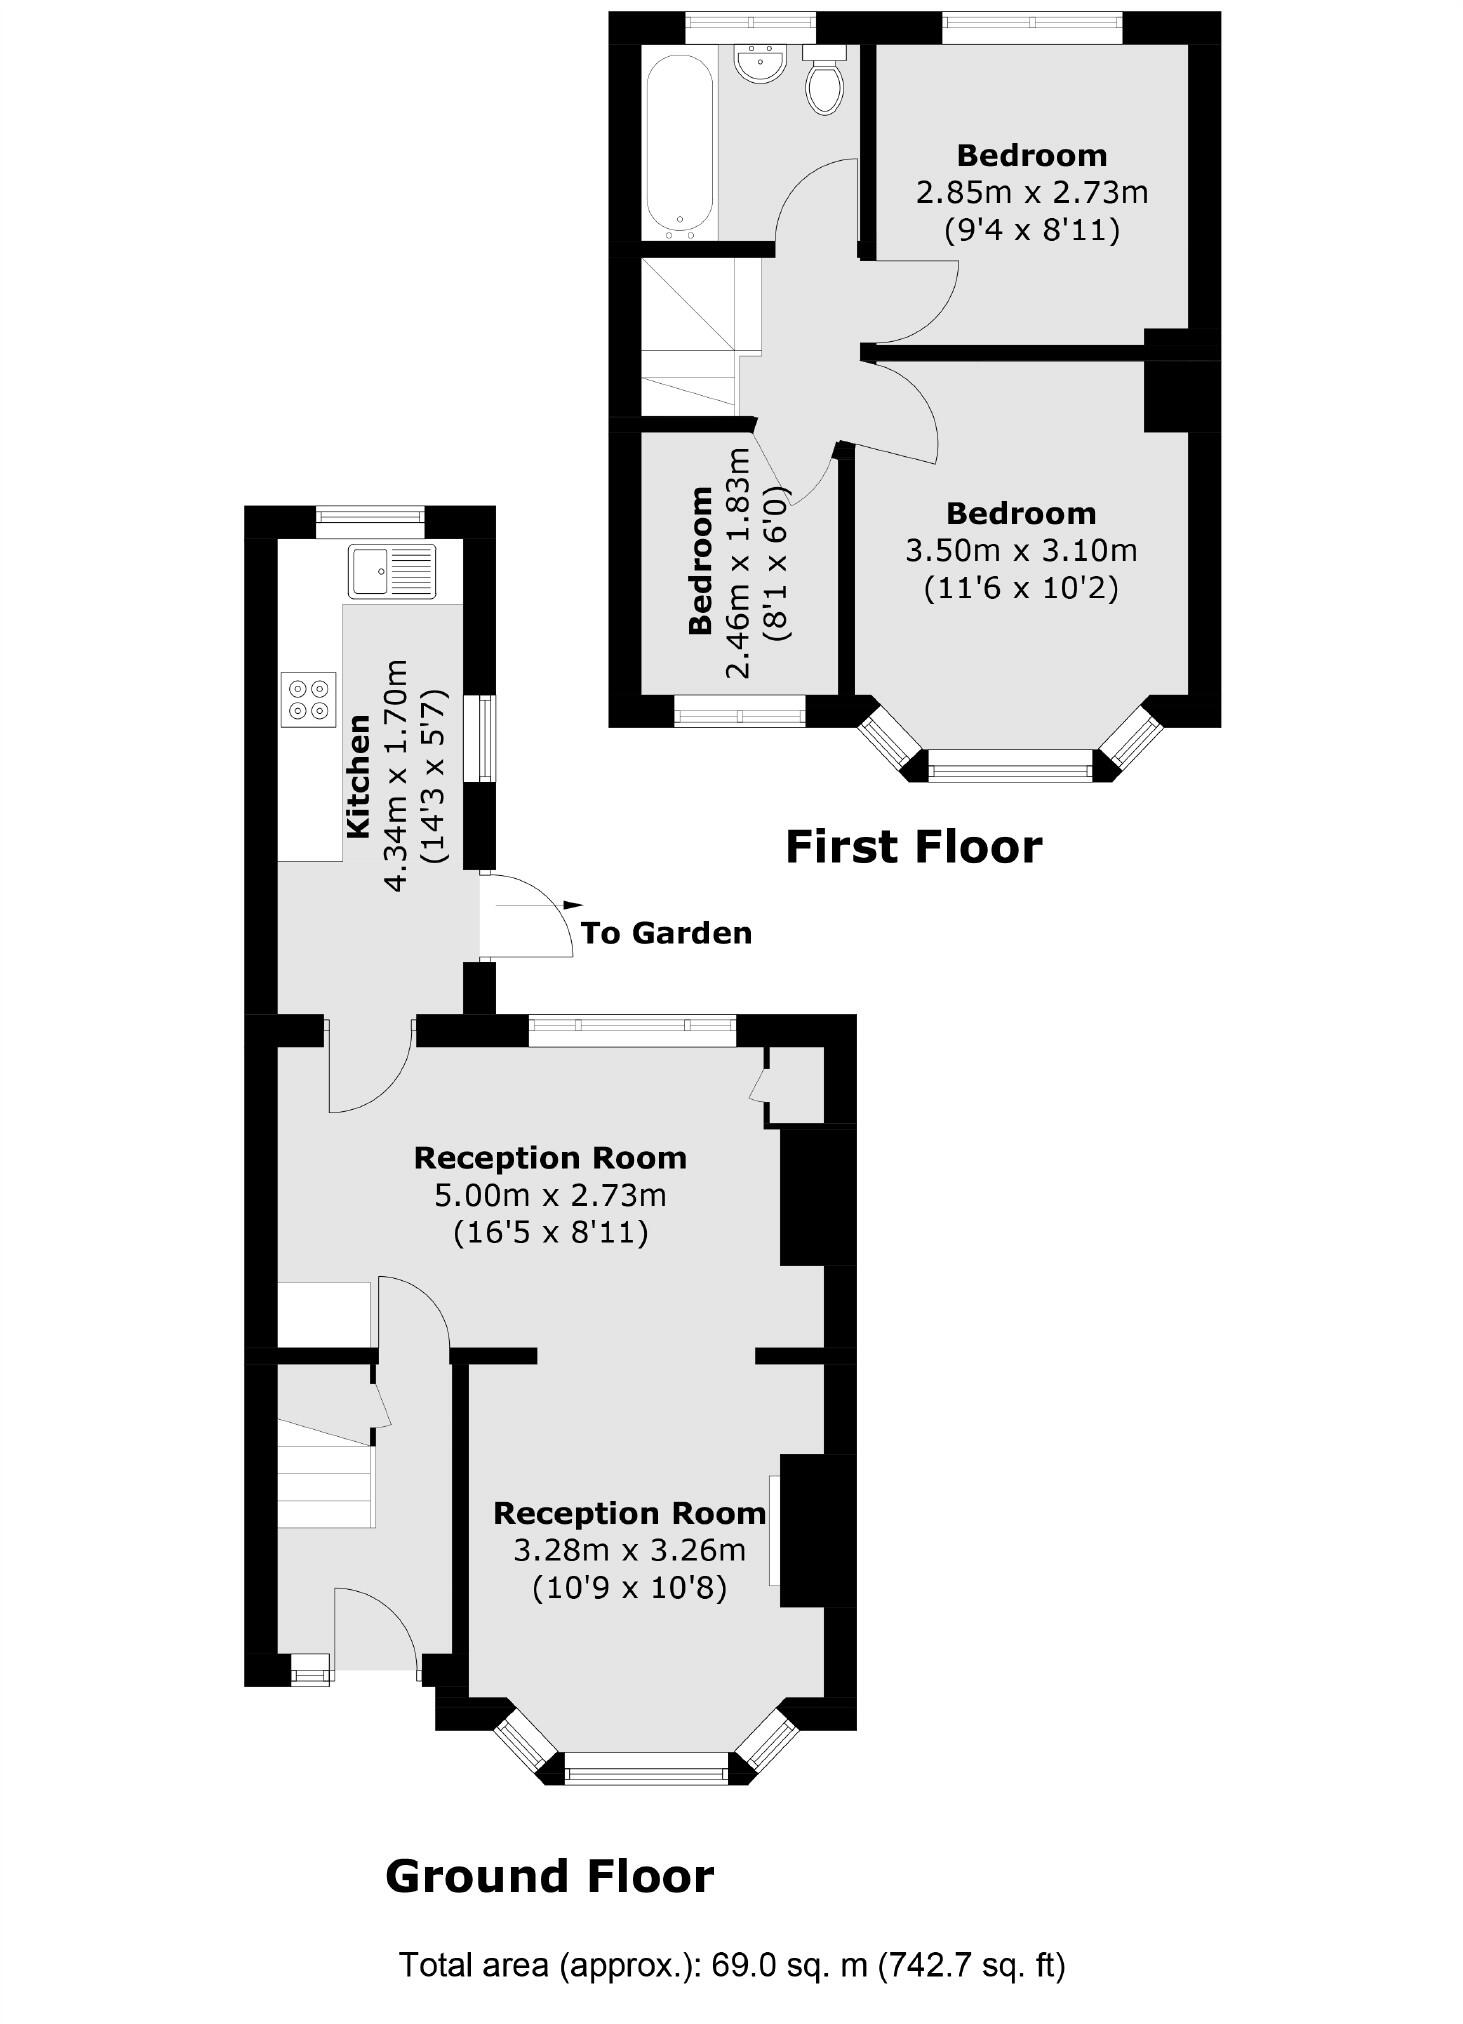 Bedroom
2.85m x 2.73m
(9'4 x 8'11)
Bedroom
2.46m x 1.83m
(8'1 x 6'0)
Bedroom
3.50m x 3.10m
(11'6 x 10'2)
First Floor
Kitchen
4.34m x 1.70m
(14'3 x 5'7)
To Garden
Reception Room
5.00m x 2.73m
(16'5 x 8'11)
Reception Room
3.28m x 3.26m
(10'9 x 10'8)
Ground Floor
Total area (approx.): 69.0 sq. m (742.7 sq. ft)